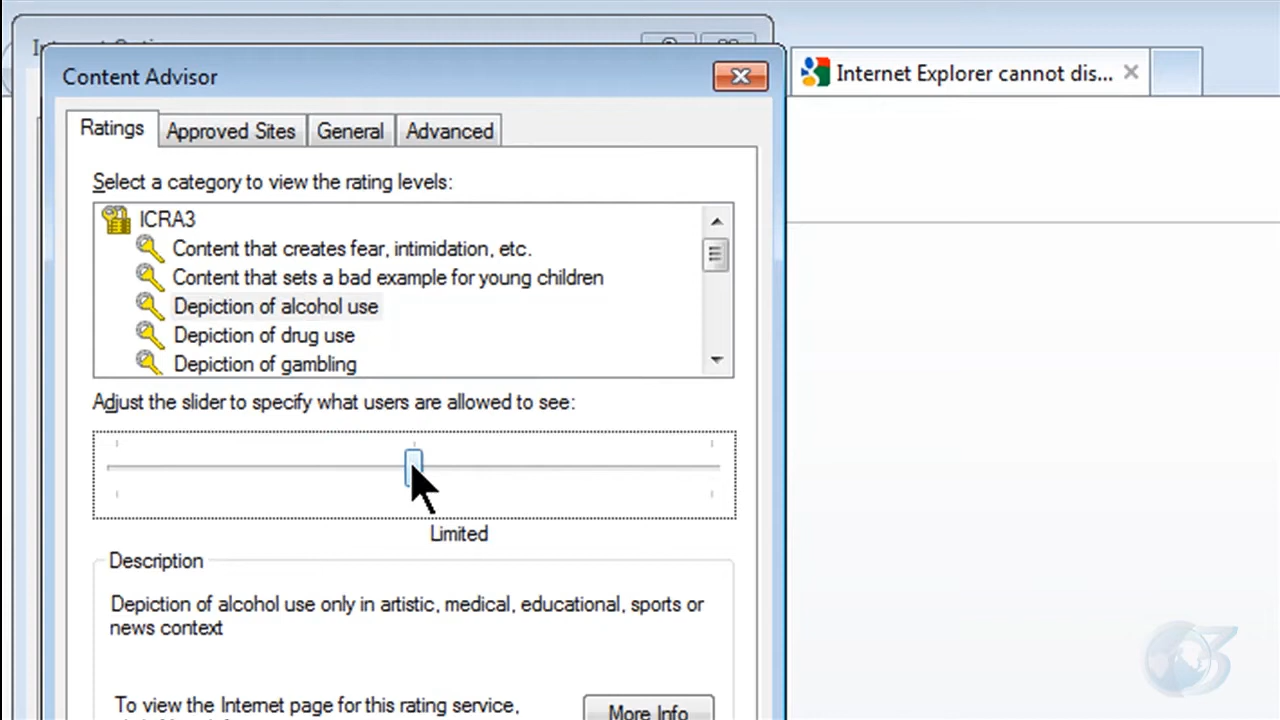 Internet Explorer cannot dis...
Content Advisor
Ratings
Approved Sites
General
Advanced
Select a category to view the rating levels:
ICRA3
Content that creates fear, intimidation, etc.
Content that sets a bad example for young children
Depiction of alcohol use
Depiction of drug use
Depiction of gambling
Adjust the slider to specify what users are allowed to see:
Limited
Description
Depiction of alcohol use only in artistic, medical, educational, sports or
news context
To view the Internet page for this rating service,
More Info